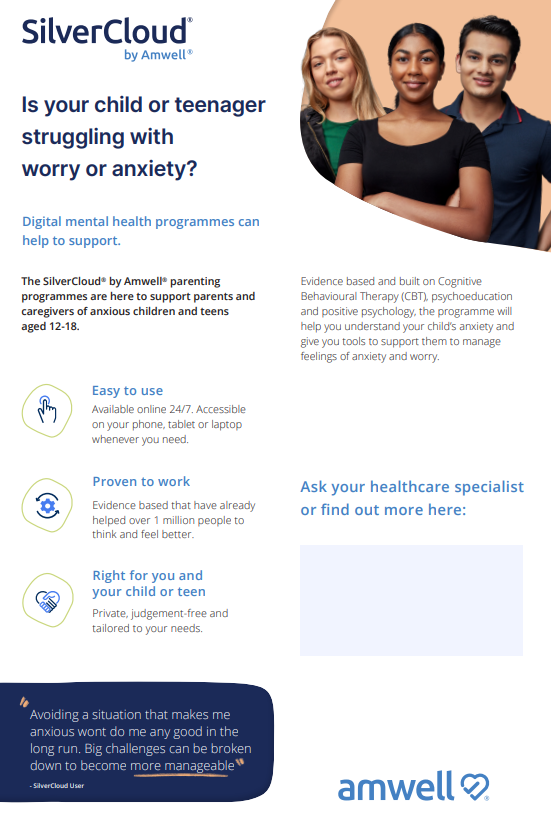 SilverCloud®
by Amwell®
Is your child or teenager
struggling with
worry or anxiety?
Digital mental health programmes can
help to support.
The SilverCloud® by Amwell® parenting
programmes are here to support parents and
caregivers of anxious children and teens
aged 12-18.
Evidence based and built on Cognitive
Behavioural Therapy (CBT), psychoeducation
and positive psychology, the programme will
help you understand your child's anxiety and
give you tools to support them to manage
feelings of anxiety and worry.
Easy to use
Available online 24/7. Accessible
on your phone, tablet or laptop
whenever you need.
Proven to work
Evidence based that have already
helped over 1 million people to
think and feel better.
Right for you and
your child or teen
Private, judgement-free and
tailored to your needs.
Ask your healthcare specialist
or find out more here:
"Avoiding a situation that makes me
anxious wont do me any good in the
long run. Big challenges can be broken
down to become more manageable"
- SilverCloud User
amwell®